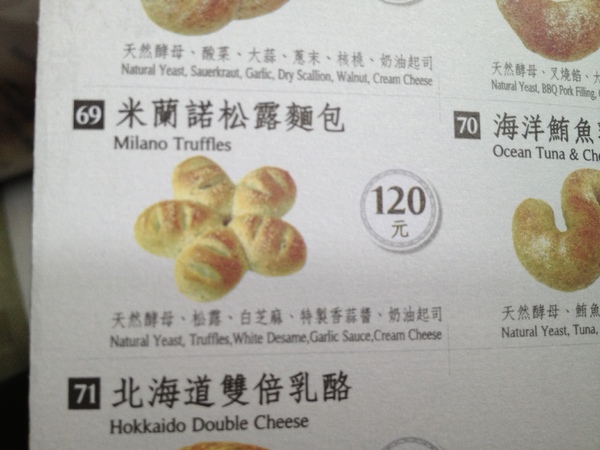 天然酵母、酸菜、大蒜、蔥末、核桃、奶油起司
Natural Yeast, Sauerkraut, Garlic, Dry Scallion, Walnut, Cream Cheese
天然酵母、叉燒餡、
Natural Yeast, BBQ Pork Filling,
69 米蘭諾松露麵包
Milano Truffles
120
元
天然酵母、松露、白芝麻、特製香蒜醬、奶油起司
Natural Yeast, Truffles,White Desame,Garlic Sauce,Cream Cheese
70 海洋鮪魚
Ocean Tuna &
天然酵母、鮪魚
Natural Yeast, Tuna,
71 北海道雙倍乳酪
Hokkaido Double Cheese